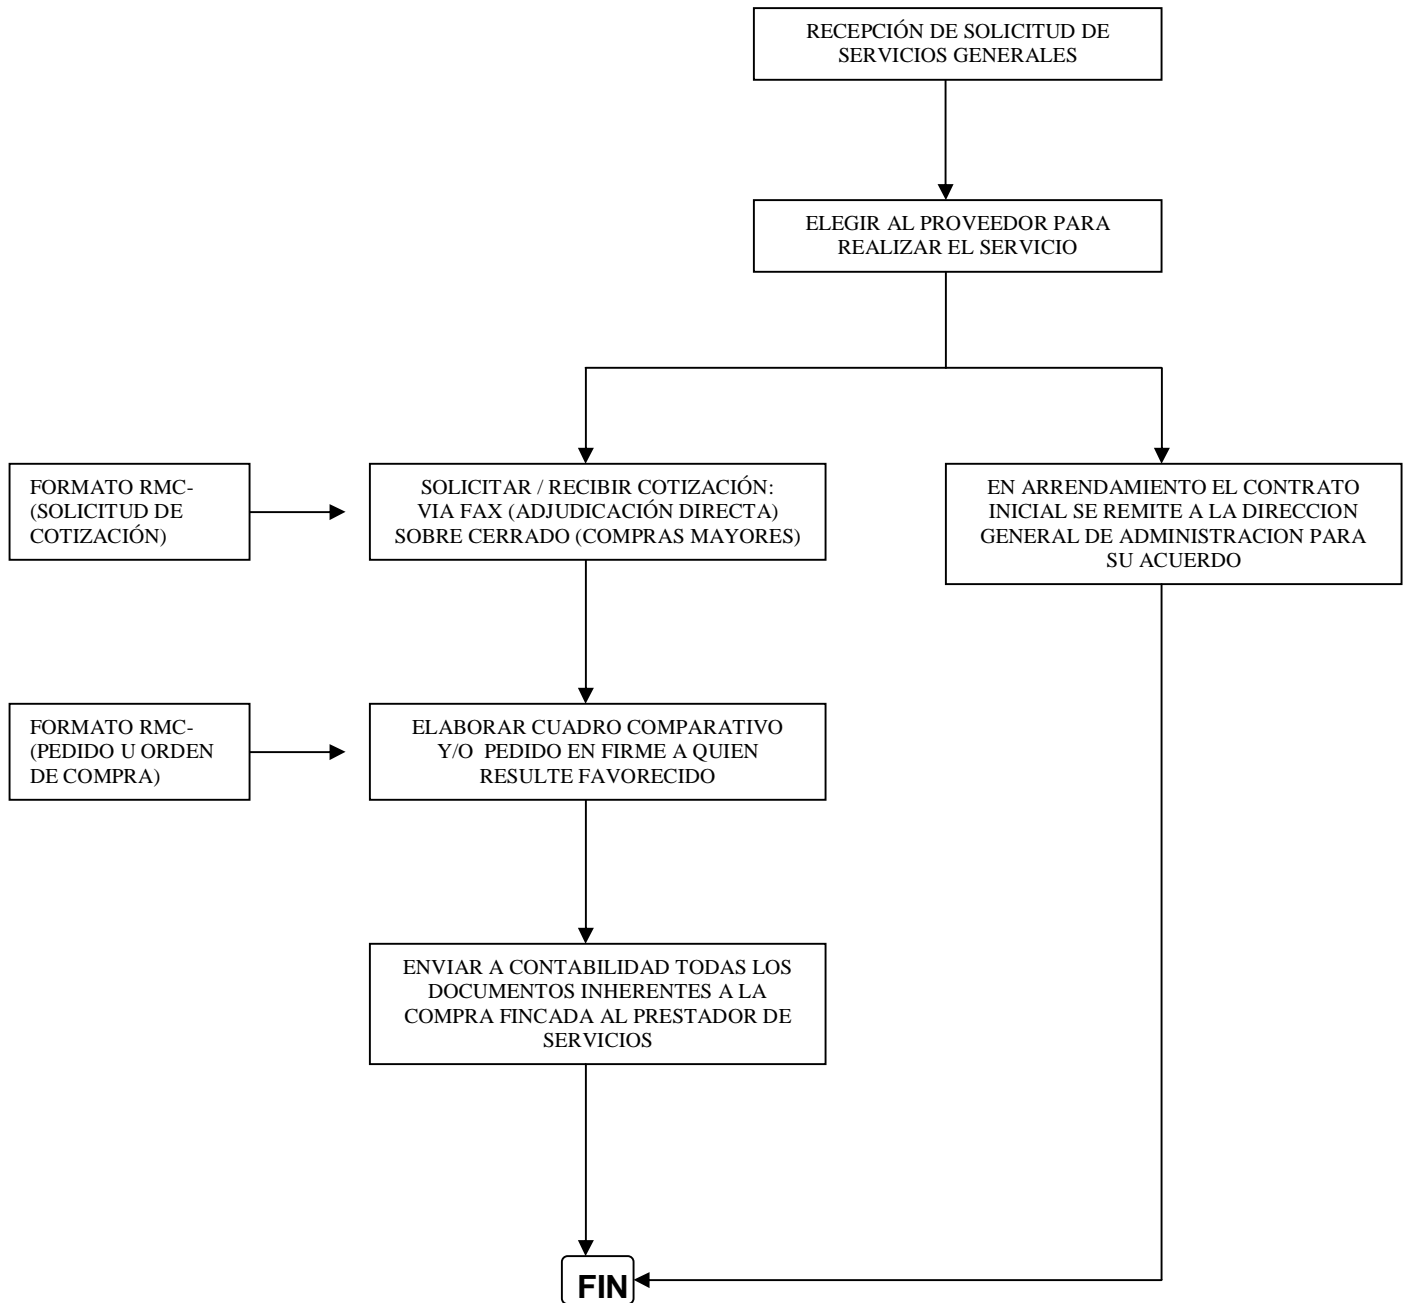 RECEPCIÓN DE SOLICITUD DE
SERVICIOS GENERALES
ELEGIR AL PROVEEDOR PARA
REALIZAR EL SERVICIO
FORMATO RMC-
(SOLICITUD DE
COTIZACIÓN)
SOLICITAR / RECIBIR COTIZACIÓN:
VIA FAX (ADJUDICACIÓN DIRECTA)
SOBRE CERRADO (COMPRAS MAYORES)
EN ARRENDAMIENTO EL CONTRATO
INICIAL SE REMITE A LA DIRECCION
GENERAL DE ADMINISTRACION PARA
SU ACUERDO
FORMATO RMC-
(PEDIDO U ORDEN
DE COMPRA)
ELABORAR CUADRO COMPARATIVO
Y/O PEDIDO EN FIRME A QUIEN
RESULTE FAVORECIDO
ENVIAR A CONTABILIDAD TODAS LOS
DOCUMENTOS INHERENTES A LA
COMPRA FINCADA AL PRESTADOR DE
SERVICIOS
FIN